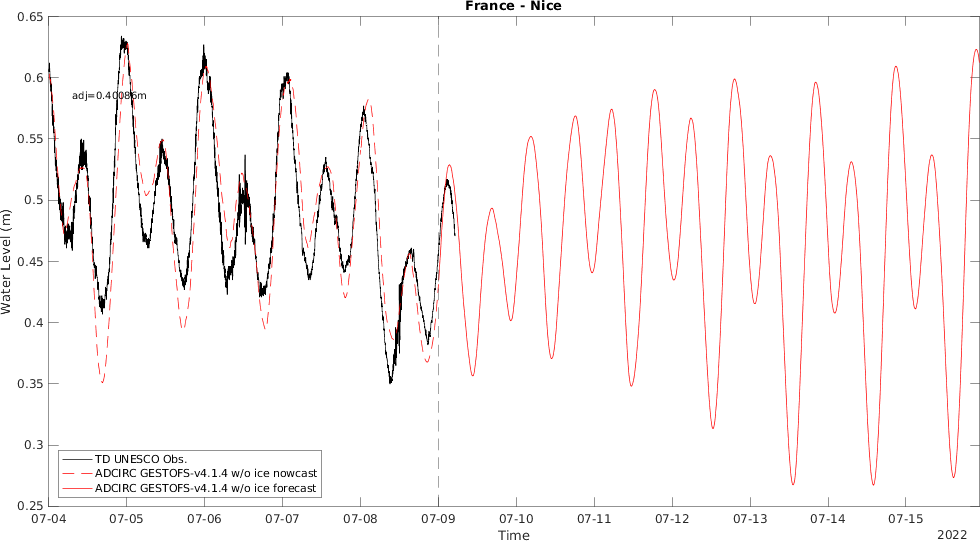 France - Nice
0.65
0.6
0.55
0.5
0.45
0.4
0.35
0.3
0.25
Water Level (m)
adj=0.40086m
TD UNESCO Obs.
ADCIRC GESTOFS-v4.1.4 w/o ice nowcast
ADCIRC GESTOFS-v4.1.4 w/o ice forecast
07-04 07-05 07-06 07-07 07-08 07-09 07-10 07-11 07-12 07-13 07-14 07-15
Time
2022